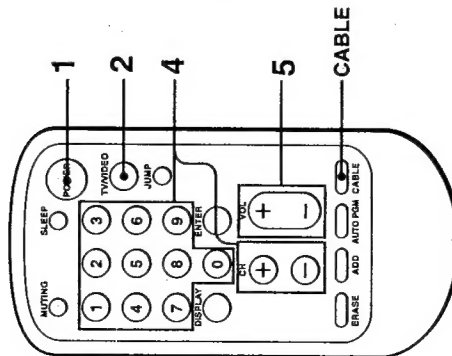 1
2
4
5
CABLE
MUTING SLEEP POWER
1 2 3 TV/VIDEO
4 5 6 JUMP
7 8 9
DISPLAY 0 ENTER
CH VOL
+ +
− −
ERASE ADD AUTO PGM CABLE